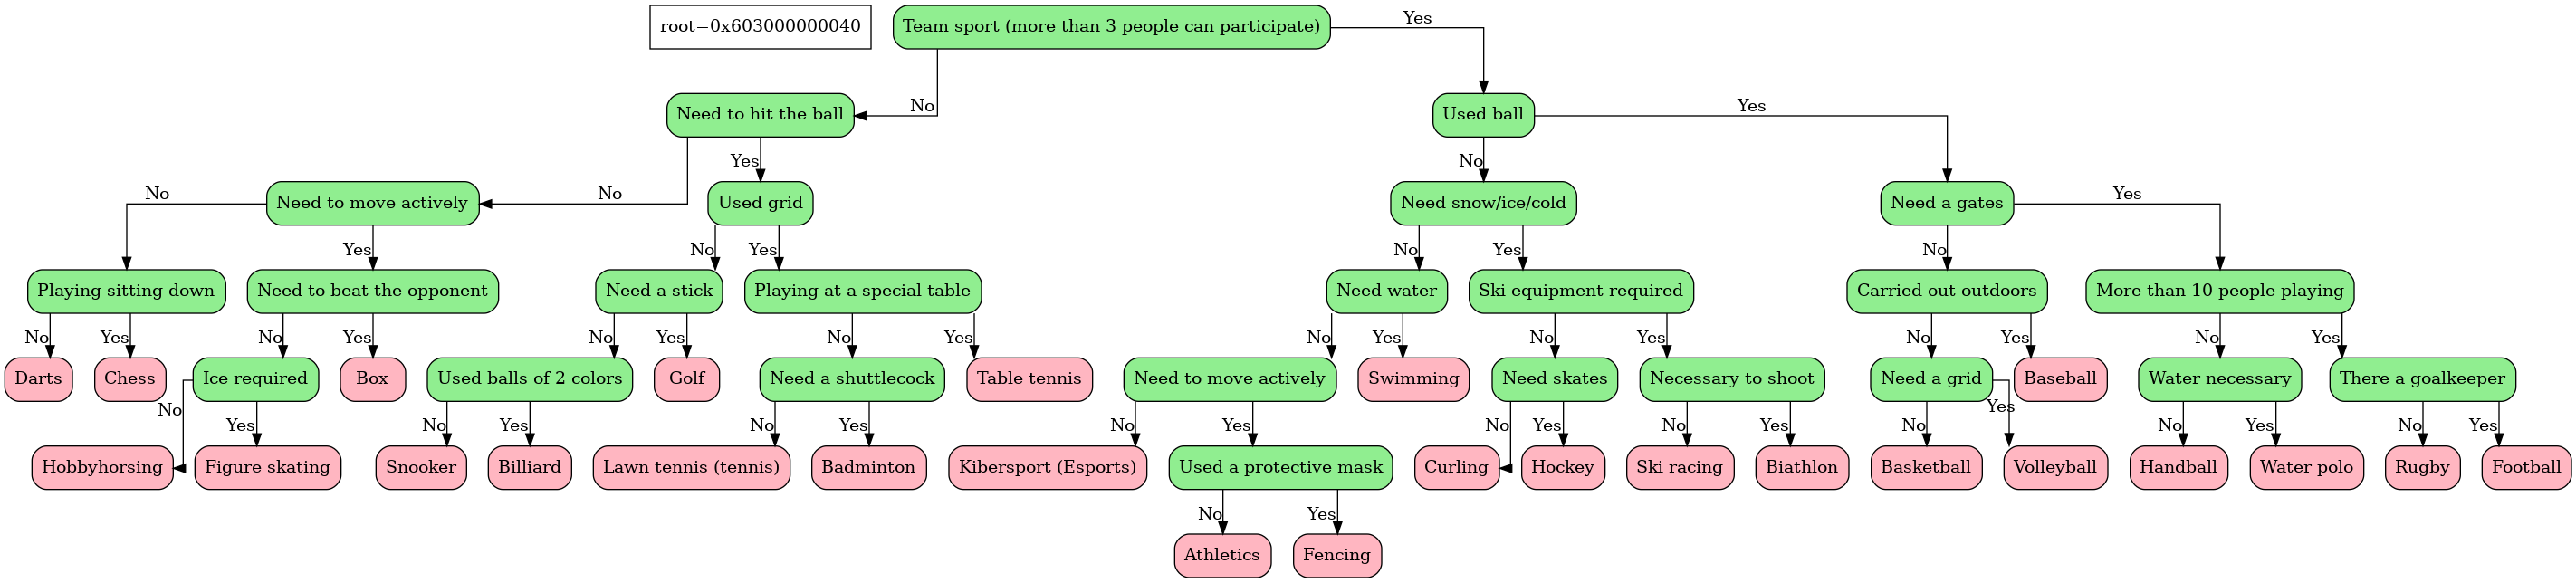 root=0x603000000040
Team sport (more than 3 people can participate)
Yes
No
Need to hit the ball
Used ball
Yes
No
No
Yes
No
Need to move actively
Used grid
Need snow/ice/cold
Need a gates
Yes
Yes
No
Yes
No
Yes
No
Playing sitting down
Need to beat the opponent
Need a stick
Playing at a special table
Need water
Ski equipment required
Carried out outdoors
More than 10 people playing
No
Yes
No
Yes
No
Yes
No
Yes
No
Yes
No
Yes
No
Yes
No
Yes
Darts
Chess
Ice required
Box
Used balls of 2 colors
Golf
Need a shuttlecock
Table tennis
Need to move actively
Swimming
Need skates
Necessary to shoot
Need a grid
Baseball
Water necessary
There a goalkeeper
No
Yes
No
Yes
No
Yes
No
Yes
No
Yes
No
Yes
No
Yes
No
Yes
No
Yes
Hobbyhorsing
Figure skating
Snooker
Billiard
Lawn tennis (tennis)
Badminton
Kibersport (Esports)
Used a protective mask
Curling
Hockey
Ski racing
Biathlon
Basketball
Volleyball
Handball
Water polo
Rugby
Football
No
Yes
Athletics
Fencing